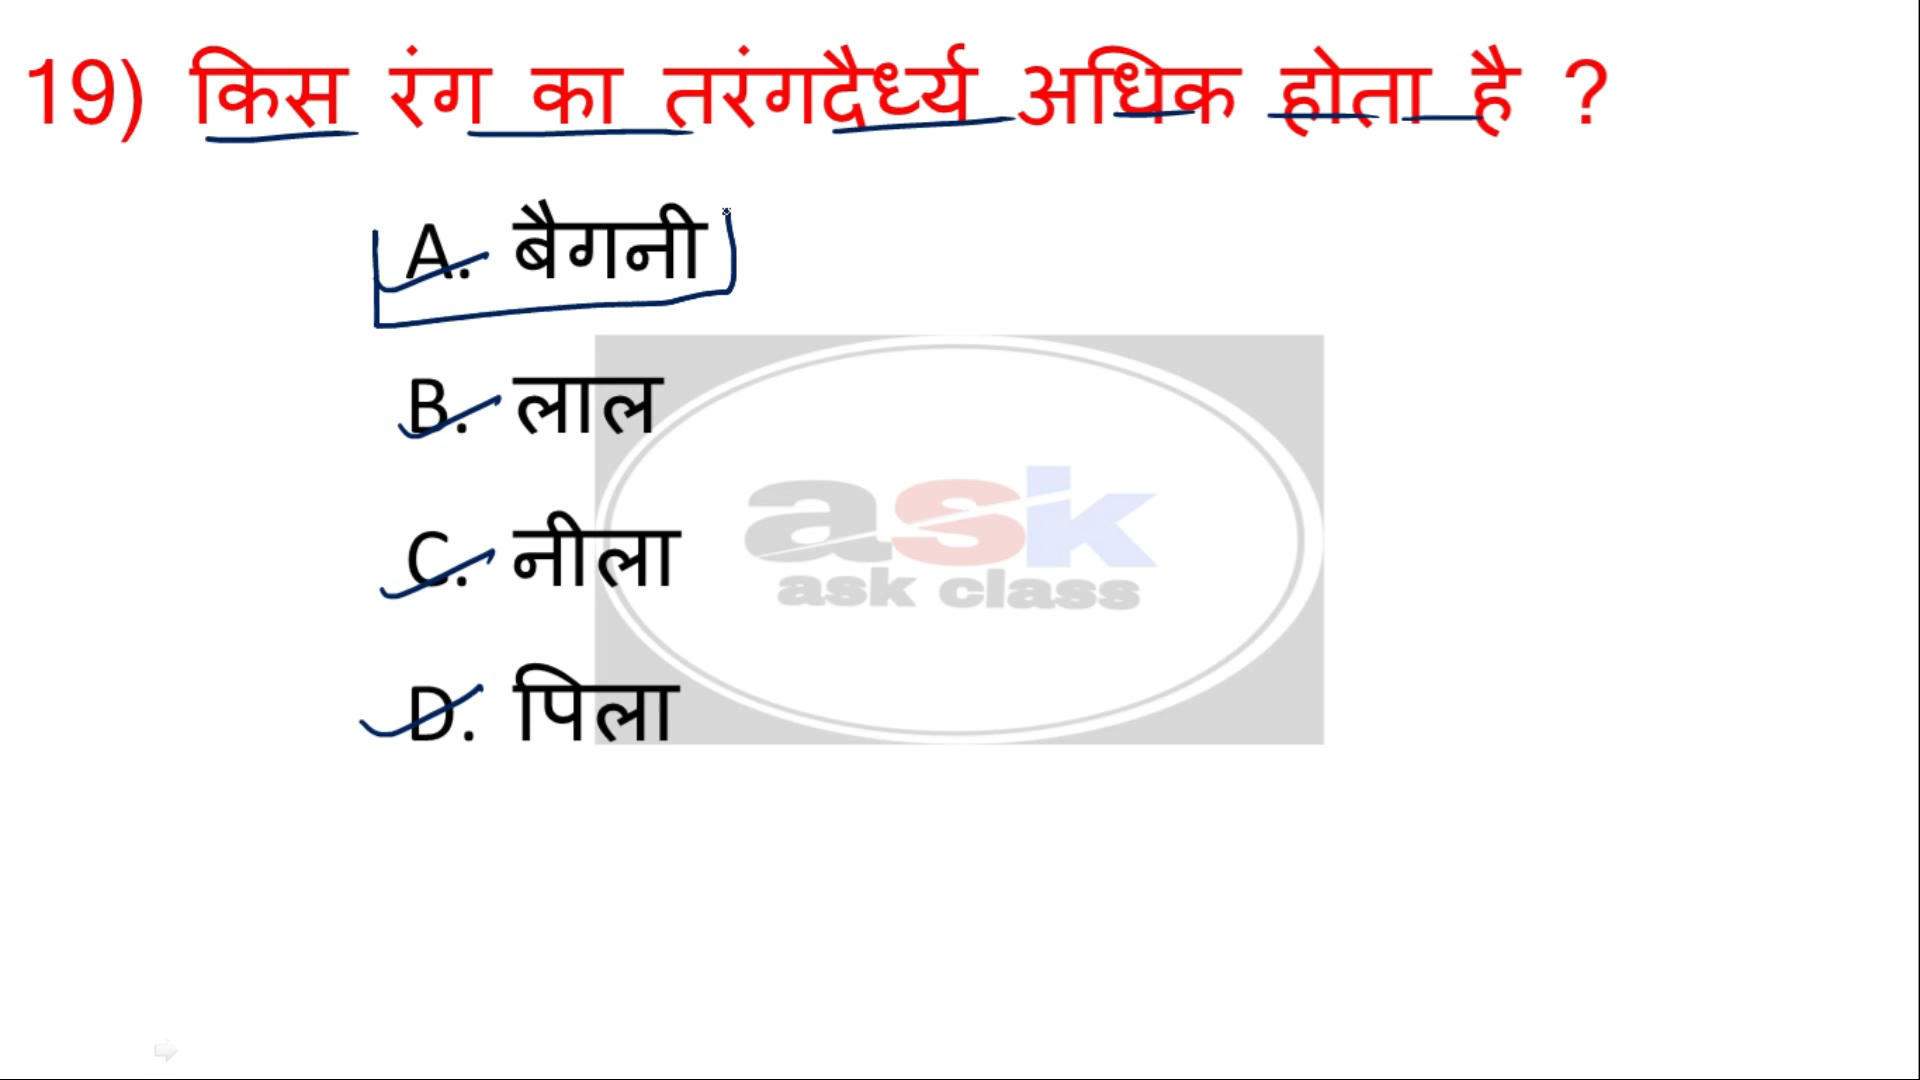 19) किस रंग का तरंगदैर्ध्य अधिक होता है ?
A. बैगनी
B. लाल
C. नीला
D. पिला
ask
ask class